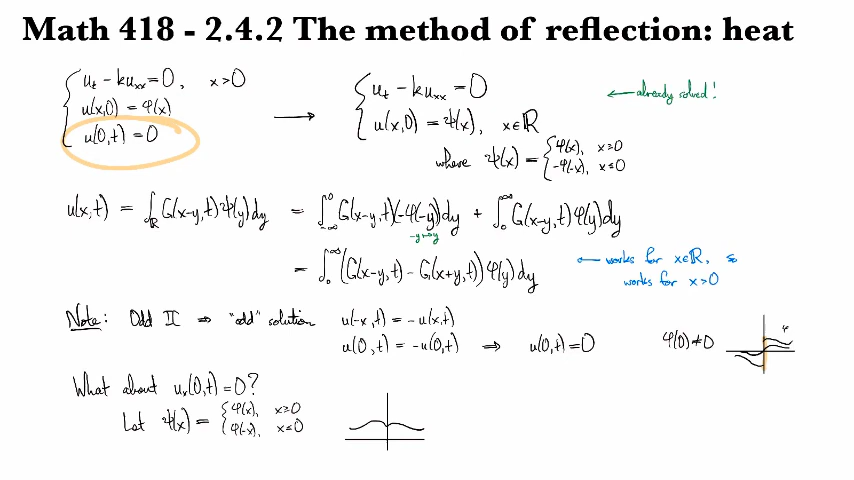 Math 418 - 2.4.2 The method of reflection: heat
{ u_t - ku_xx = 0, x>0
u(x,0) = φ(x)
u(0,t) = 0
→
{ u_t - ku_xx = 0
u(x,0) = ψ(x), x∈ℝ
where ψ(x) = { φ(x), x≥0
-φ(-x), x≤0
← already solved!
u(x,t) = ∫_ℝ G(x-y,t)ψ(y)dy = ∫_{-∞}^0 G(x-y,t)(-φ(-y))dy + ∫_0^∞ G(x-y,t)φ(y)dy
-y↦y
= ∫_0^∞ (G(x-y,t) - G(x+y,t))φ(y)dy
← works for x∈ℝ, so
works for x>0
Note: Odd IC ⇒ "odd" solution u(-x,t) = -u(x,t)
u(0,t) = -u(0,t) ⇒ u(0,t) = 0 φ(0)≠0
φ
What about u_x(0,t) = 0?
Let ψ(x) = { φ(x), x≥0
φ(-x), x≤0